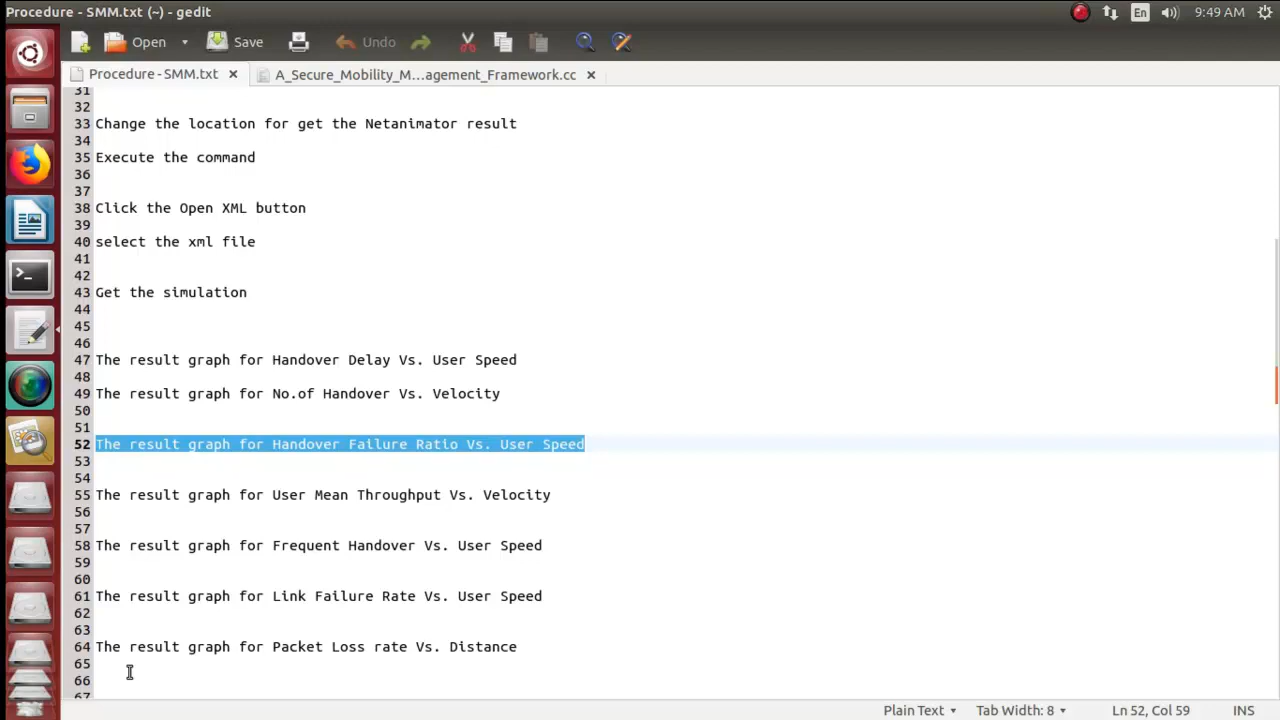 Procedure - SMM.txt (~) - gedit
En
9:49 AM
Open
Save
Undo
Procedure - SMM.txt
A_Secure_Mobility_M...agement_Framework.cc
31
32
33 Change the location for get the Netanimator result
34
35 Execute the command
36
37
38 Click the Open XML button
39
40 select the xml file
41
42
43 Get the simulation
44
45
46
47 The result graph for Handover Delay Vs. User Speed
48
49 The result graph for No.of Handover Vs. Velocity
50
51
52 The result graph for Handover Failure Ratio Vs. User Speed
53
54
55 The result graph for User Mean Throughput Vs. Velocity
56
57
58 The result graph for Frequent Handover Vs. User Speed
59
60
61 The result graph for Link Failure Rate Vs. User Speed
62
63
64 The result graph for Packet Loss rate Vs. Distance
65
66
67
Plain Text
Tab Width: 8
Ln 52, Col 59
INS